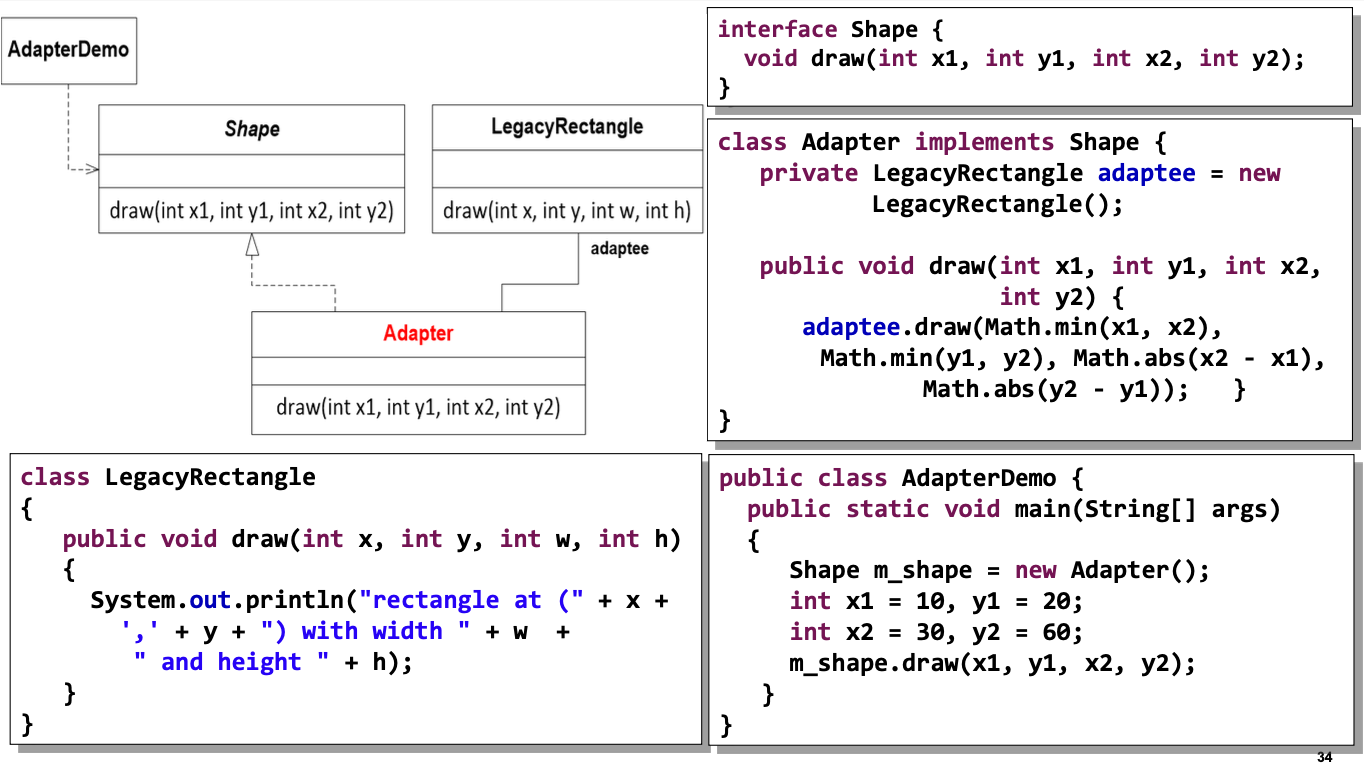 AdapterDemo
Shape
draw(int x1, int y1, int x2, int y2)
LegacyRectangle
draw(int x, int y, int w, int h)
adaptee
Adapter
draw(int x1, int y1, int x2, int y2)
interface Shape {
void draw(int x1, int y1, int x2, int y2);
}
class Adapter implements Shape {
private LegacyRectangle adaptee = new
LegacyRectangle();
public void draw(int x1, int y1, int x2,
int y2) {
adaptee.draw(Math.min(x1, x2),
Math.min(y1, y2), Math.abs(x2 - x1),
Math.abs(y2 - y1)); }
}
class LegacyRectangle
{
public void draw(int x, int y, int w, int h)
{
System.out.println("rectangle at (" + x +
',' + y + ") with width " + w +
" and height " + h);
}
}
public class AdapterDemo {
public static void main(String[] args)
{
Shape m_shape = new Adapter();
int x1 = 10, y1 = 20;
int x2 = 30, y2 = 60;
m_shape.draw(x1, y1, x2, y2);
}
}
34